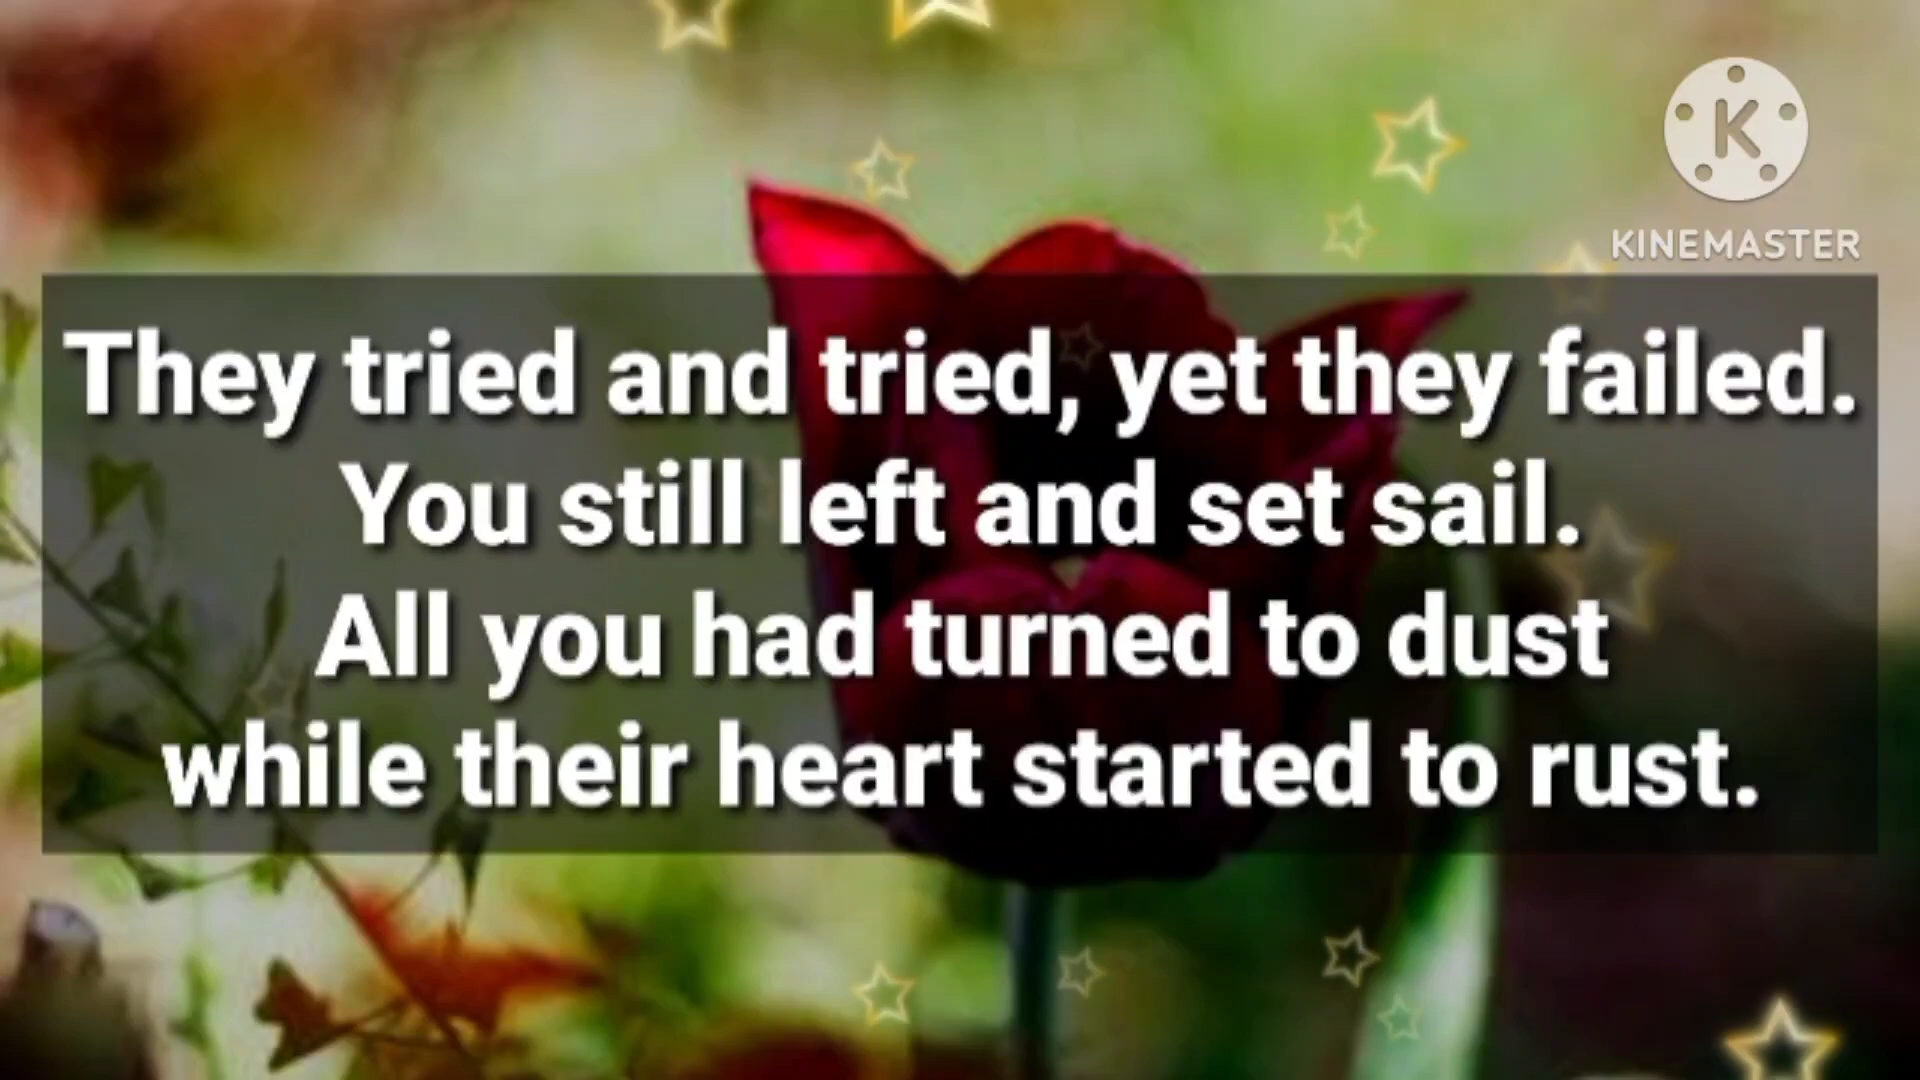 K
KINEMASTER
They tried and tried, yet they failed.
You still left and set sail.
All you had turned to dust
while their heart started to rust.